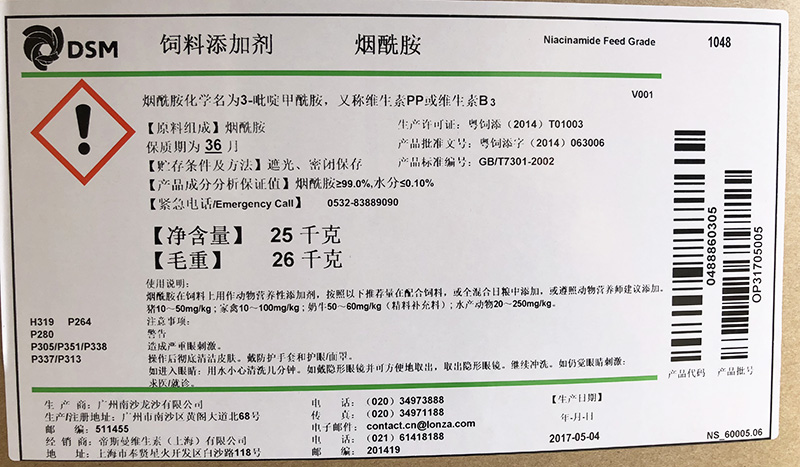 DSM 饲料添加剂 烟酰胺 Niacinamide Feed Grade 1048
烟酰胺化学名为3-吡啶甲酰胺，又称维生素PP或维生素B3 V001
【原料组成】烟酰胺 生产许可证：粤饲添（2014）T01003
保质期为36月 产品批准文号：粤饲添字（2014）063006
【贮存条件及方法】遮光、密闭保存 产品标准编号：GB/T7301-2002
【产品成分分析保证值】烟酰胺≥99.0%,水分≤0.10%
【紧急电话/Emergency Call】 0532-83889090
【净含量】 25 千克
【毛重】 26 千克
使用说明：
烟酰胺在饲料上用作动物营养性添加剂，按照以下推荐量在配合饲料，或全混合日粮中添加，或遵照动物营养师建议添加。
猪10～50mg/kg；家禽10～100mg/kg；奶牛50～60mg/kg（精料补充料）；水产动物20～250mg/kg。
H319 P264
P280
P305/P351/P338
P337/P313
注意事项：
警告
造成严重眼刺激。
操作后彻底清洁皮肤。戴防护手套和护眼/面罩。
如进入眼睛：用水小心清洗几分钟。如戴隐形眼镜并可方便地取出，取出隐形眼镜。继续冲洗。如仍觉眼睛刺激：
求医/就诊。
0488860305
产品代码
OP31705005
产品批号
生 产 商：广州南沙龙沙有限公司
生产/注册地址：广州市南沙区黄阁大道北68号
邮 编：511455
经 销 商：帝斯曼维生素（上海）有限公司
地 址：上海市奉贤星火开发区白沙路118号
电 话：（020）34973888
传 真：（020）34971188
电子邮件：contact.cn@lonza.com
电 话：（021）61418188
邮 编：201419
【生产日期】
年-月-日
2017-05-04
NS_60005.06